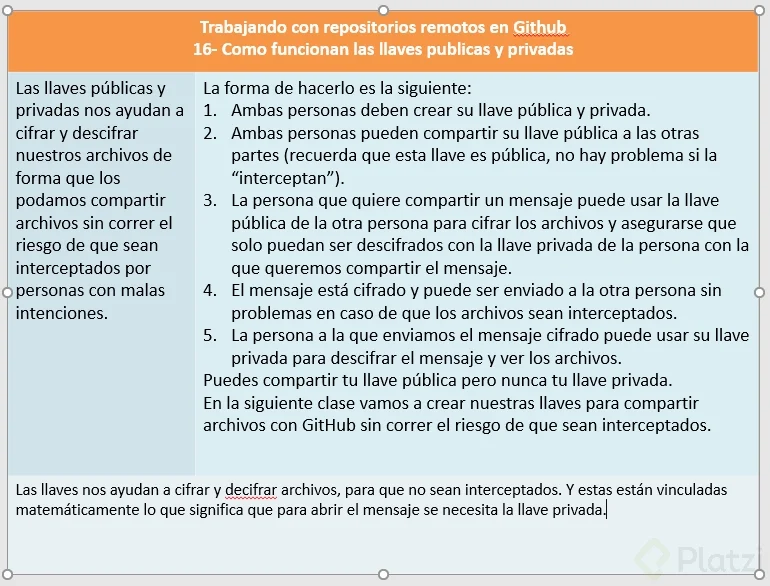 Trabajando con repositorios remotos en Github
16- Como funcionan las llaves publicas y privadas
Las llaves públicas y
privadas nos ayudan a
cifrar y descifrar
nuestros archivos de
forma que los
podamos compartir
archivos sin correr el
riesgo de que sean
interceptados por
personas con malas
intenciones.
La forma de hacerlo es la siguiente:
1. Ambas personas deben crear su llave pública y privada.
2. Ambas personas pueden compartir su llave pública a las otras
partes (recuerda que esta llave es pública, no hay problema si la
“interceptan”).
3. La persona que quiere compartir un mensaje puede usar la llave
pública de la otra persona para cifrar los archivos y asegurarse que
solo puedan ser descifrados con la llave privada de la persona con la
que queremos compartir el mensaje.
4. El mensaje está cifrado y puede ser enviado a la otra persona sin
problemas en caso de que los archivos sean interceptados.
5. La persona a la que enviamos el mensaje cifrado puede usar su llave
privada para descifrar el mensaje y ver los archivos.
Puedes compartir tu llave pública pero nunca tu llave privada.
En la siguiente clase vamos a crear nuestras llaves para compartir
archivos con GitHub sin correr el riesgo de que sean interceptados.
Las llaves nos ayudan a cifrar y decifrar archivos, para que no sean interceptados. Y estas están vinculadas
matemáticamente lo que significa que para abrir el mensaje se necesita la llave privada.
Platzi